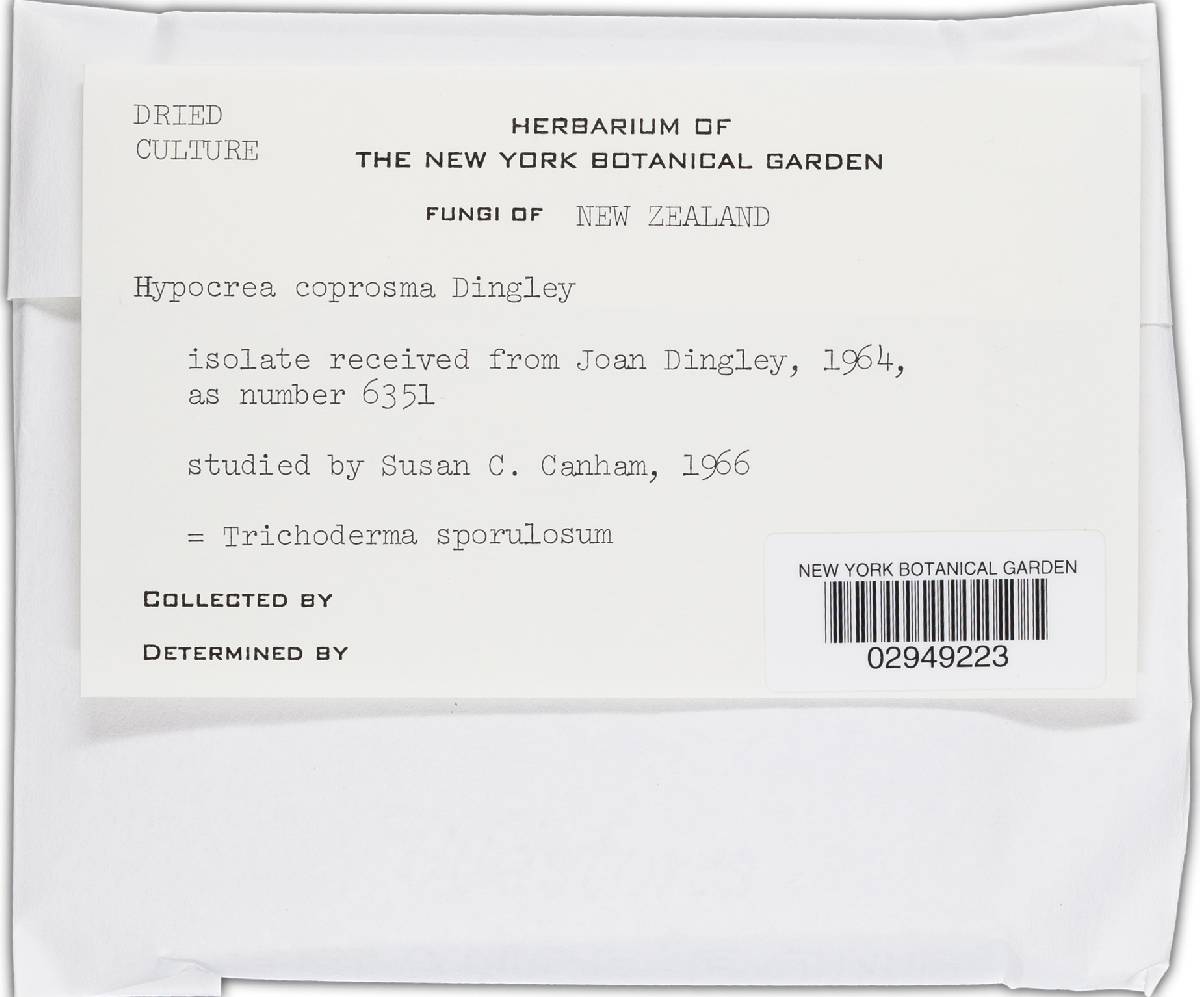 DRIED
CULTURE
HERBARIUM OF
THE NEW YORK BOTANICAL GARDEN
FUNGI OF NEW ZEALAND
Hypocrea coprosma Dingley
isolate received from Joan Dingley, 1964,
as number 6351
studied by Susan C. Canham, 1966
= Trichoderma sporulosum
COLLECTED BY
DETERMINED BY
NEW YORK BOTANICAL GARDEN
02949223